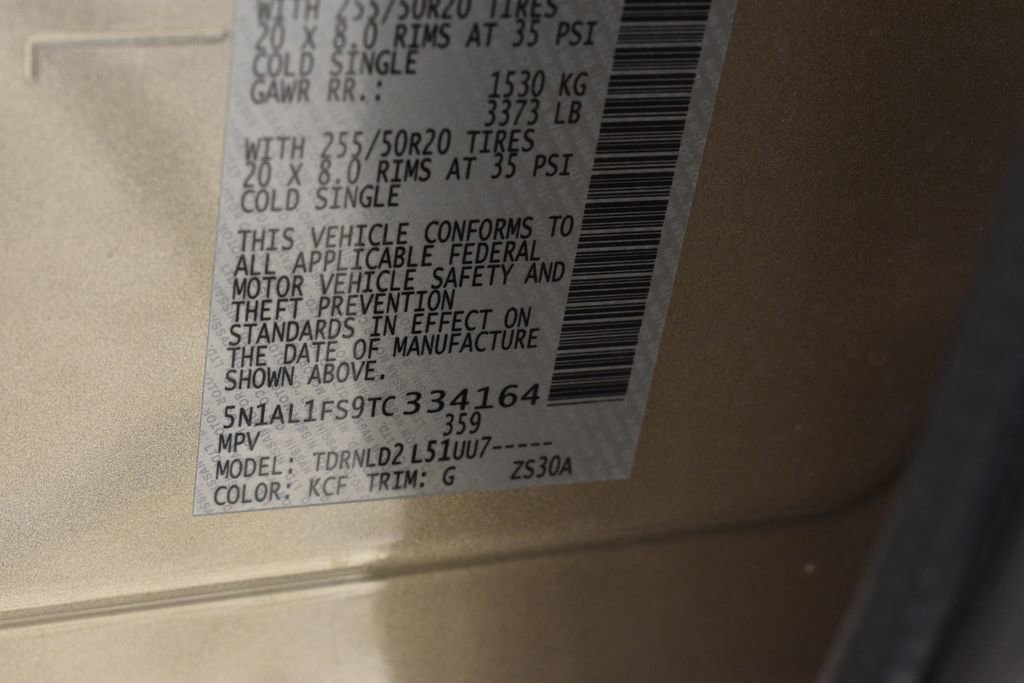 WITH 255/50R20 TIRES
20 X 8.0 RIMS AT 35 PSI
COLD SINGLE
GAWR RR.: 1530 KG
3373 LB
WITH 255/50R20 TIRES
20 X 8.0 RIMS AT 35 PSI
COLD SINGLE
THIS VEHICLE CONFORMS TO
ALL APPLICABLE FEDERAL
MOTOR VEHICLE SAFETY AND
THEFT PREVENTION
STANDARDS IN EFFECT ON
THE DATE OF MANUFACTURE
SHOWN ABOVE.
5N1AL1FS9TC334164
MPV 359
MODEL: TDRNLD2L51UU7-----
COLOR: KCF TRIM: G ZS30A